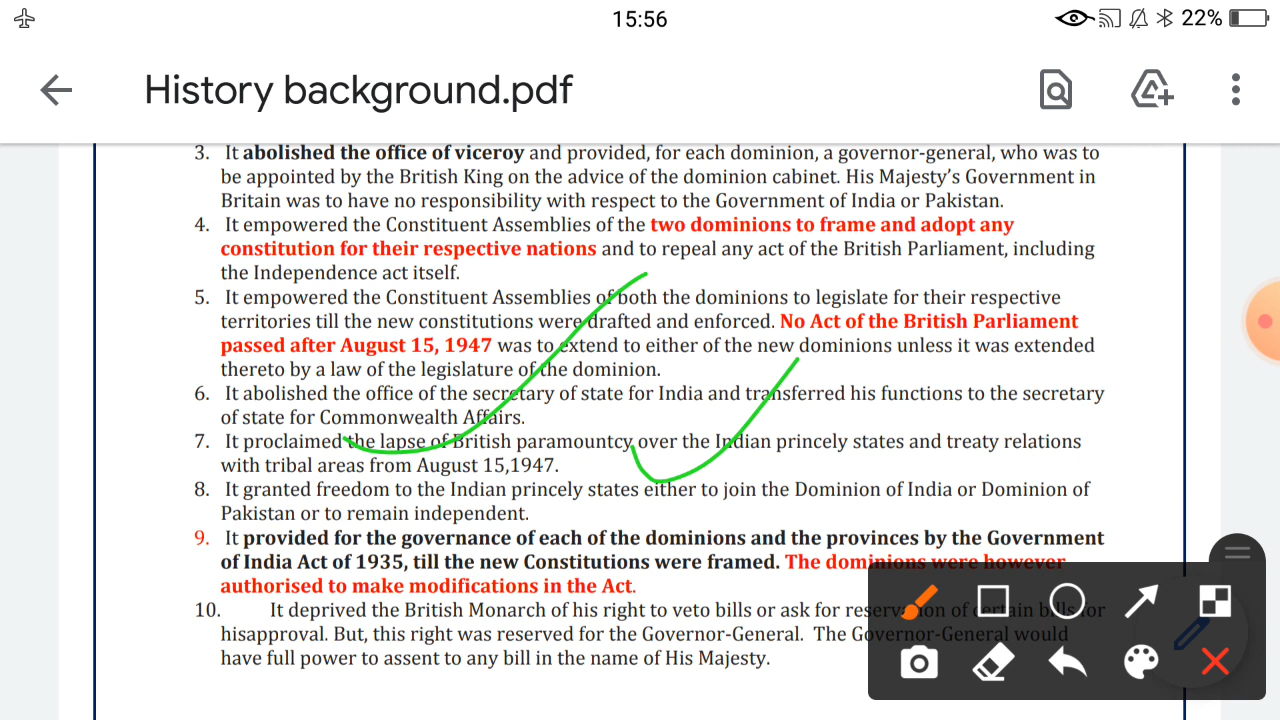 15:56
22%
History background.pdf
3. It abolished the office of viceroy and provided, for each dominion, a governor-general, who was to
be appointed by the British King on the advice of the dominion cabinet. His Majesty's Government in
Britain was to have no responsibility with respect to the Government of India or Pakistan.
4. It empowered the Constituent Assemblies of the two dominions to frame and adopt any
constitution for their respective nations and to repeal any act of the British Parliament, including
the Independence act itself.
5. It empowered the Constituent Assemblies of both the dominions to legislate for their respective
territories till the new constitutions were drafted and enforced. No Act of the British Parliament
passed after August 15, 1947 was to extend to either of the new dominions unless it was extended
thereto by a law of the legislature of the dominion.
6. It abolished the office of the secretary of state for India and transferred his functions to the secretary
of state for Commonwealth Affairs.
7. It proclaimed the lapse of British paramountcy over the Indian princely states and treaty relations
with tribal areas from August 15,1947.
8. It granted freedom to the Indian princely states either to join the Dominion of India or Dominion of
Pakistan or to remain independent.
9. It provided for the governance of each of the dominions and the provinces by the Government
of India Act of 1935, till the new Constitutions were framed. The dominions were however
authorised to make modifications in the Act.
10. It deprived the British Monarch of his right to veto bills or ask for reservation of certain bills for
hisapproval. But, this right was reserved for the Governor-General. The Governor-General would
have full power to assent to any bill in the name of His Majesty.